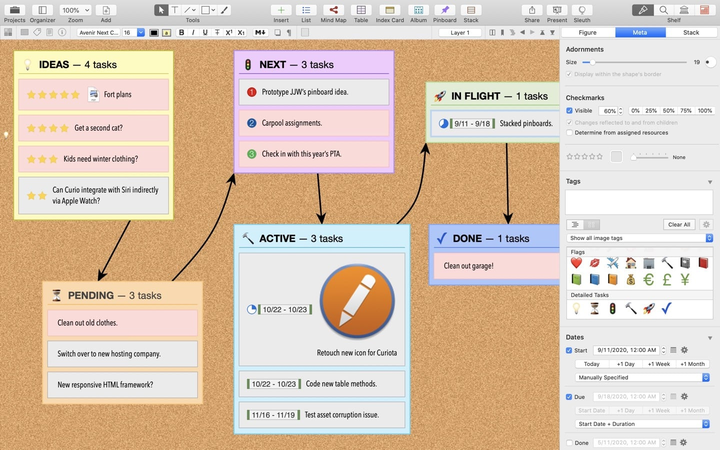 Projects Organizer
100%
Zoom Add
Tools
Insert List Mind Map Table Index Card Album Pinboard Stack
Share Present Sleuth
Shelf
Avenir Next C... 16
B I U
Layer 1
Figure Meta Stack
IDEAS — 4 tasks
Fort plans
Get a second cat?
Kids need winter clothing?
Can Curio integrate with Siri indirectly
via Apple Watch?
NEXT — 3 tasks
1 Prototype JJW's pinboard idea.
2 Carpool assignments.
3 Check in with this year's PTA.
IN FLIGHT — 1 tasks
9/11 - 9/18 Stacked pinboards.
PENDING — 3 tasks
Clean out old clothes.
Switch over to new hosting company.
New responsive HTML framework?
ACTIVE — 3 tasks
10/22 - 10/23
Retouch new icon for Curiota
10/22 - 10/23 Code new table methods.
11/16 - 11/19 Test asset corruption issue.
DONE — 1 tasks
Clean out garage!
Adornments
Size 19
Display within the shape's border
Checkmarks
Visible 60% 0% 25% 50% 75% 100%
Changes reflected to and from children
Determine from assigned resources
None
Tags
Clear All
Show all image tags
Flags
€ £ ¥
Detailed Tasks
Dates
Start 9/11/2020, 12:00 AM
Today +1 Day +1 Week +1 Month
Manually Specified
Due 9/18/2020, 12:00 AM
Start Date +1 Day +1 Week +1 Month
Start Date + Duration
Done 5/11/2020, 12:00 AM